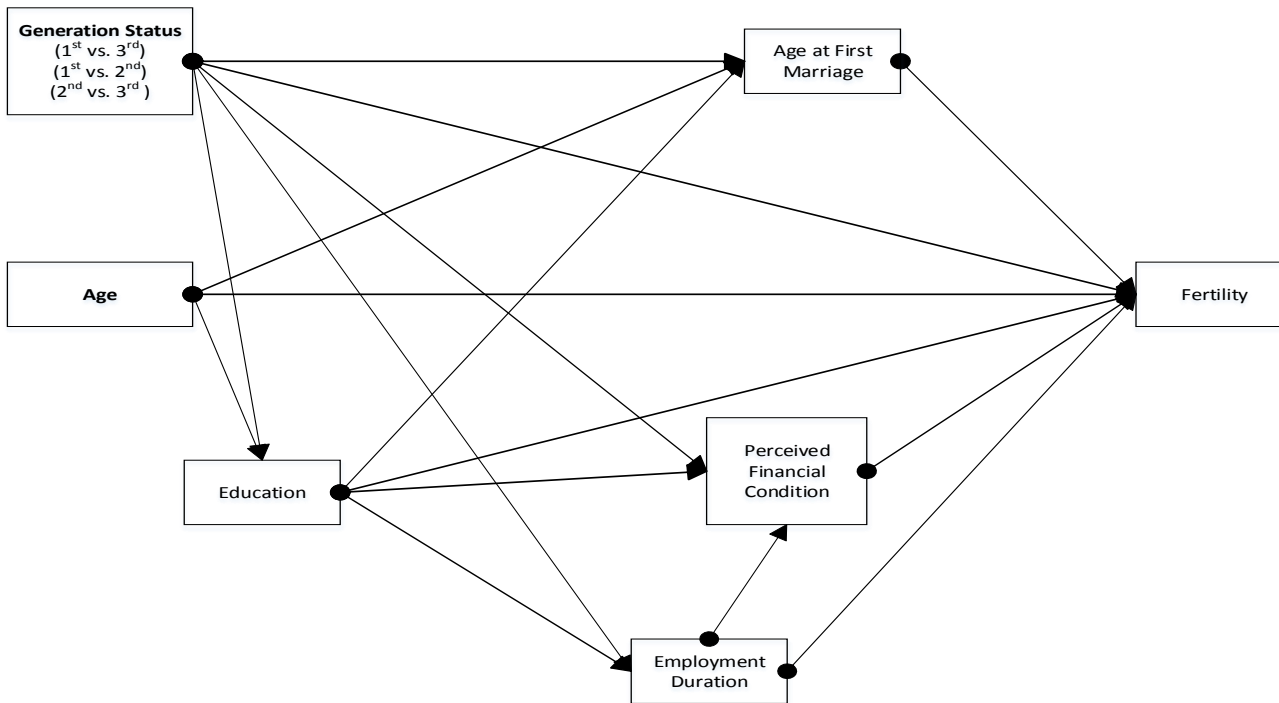 Generation Status
(1st vs. 3rd)
(1st vs. 2nd)
(2nd vs. 3rd )
Age at First
Marriage
Age
Fertility
Education
Perceived
Financial
Condition
Employment
Duration